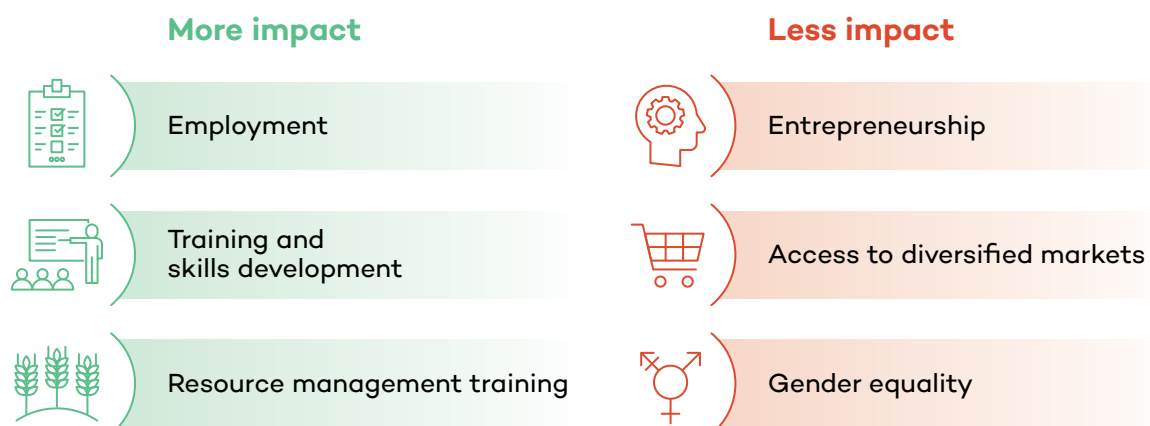 More impact
Employment
Training and
skills development
Resource management training
Less impact
Entrepreneurship
Access to diversified markets
Gender equality